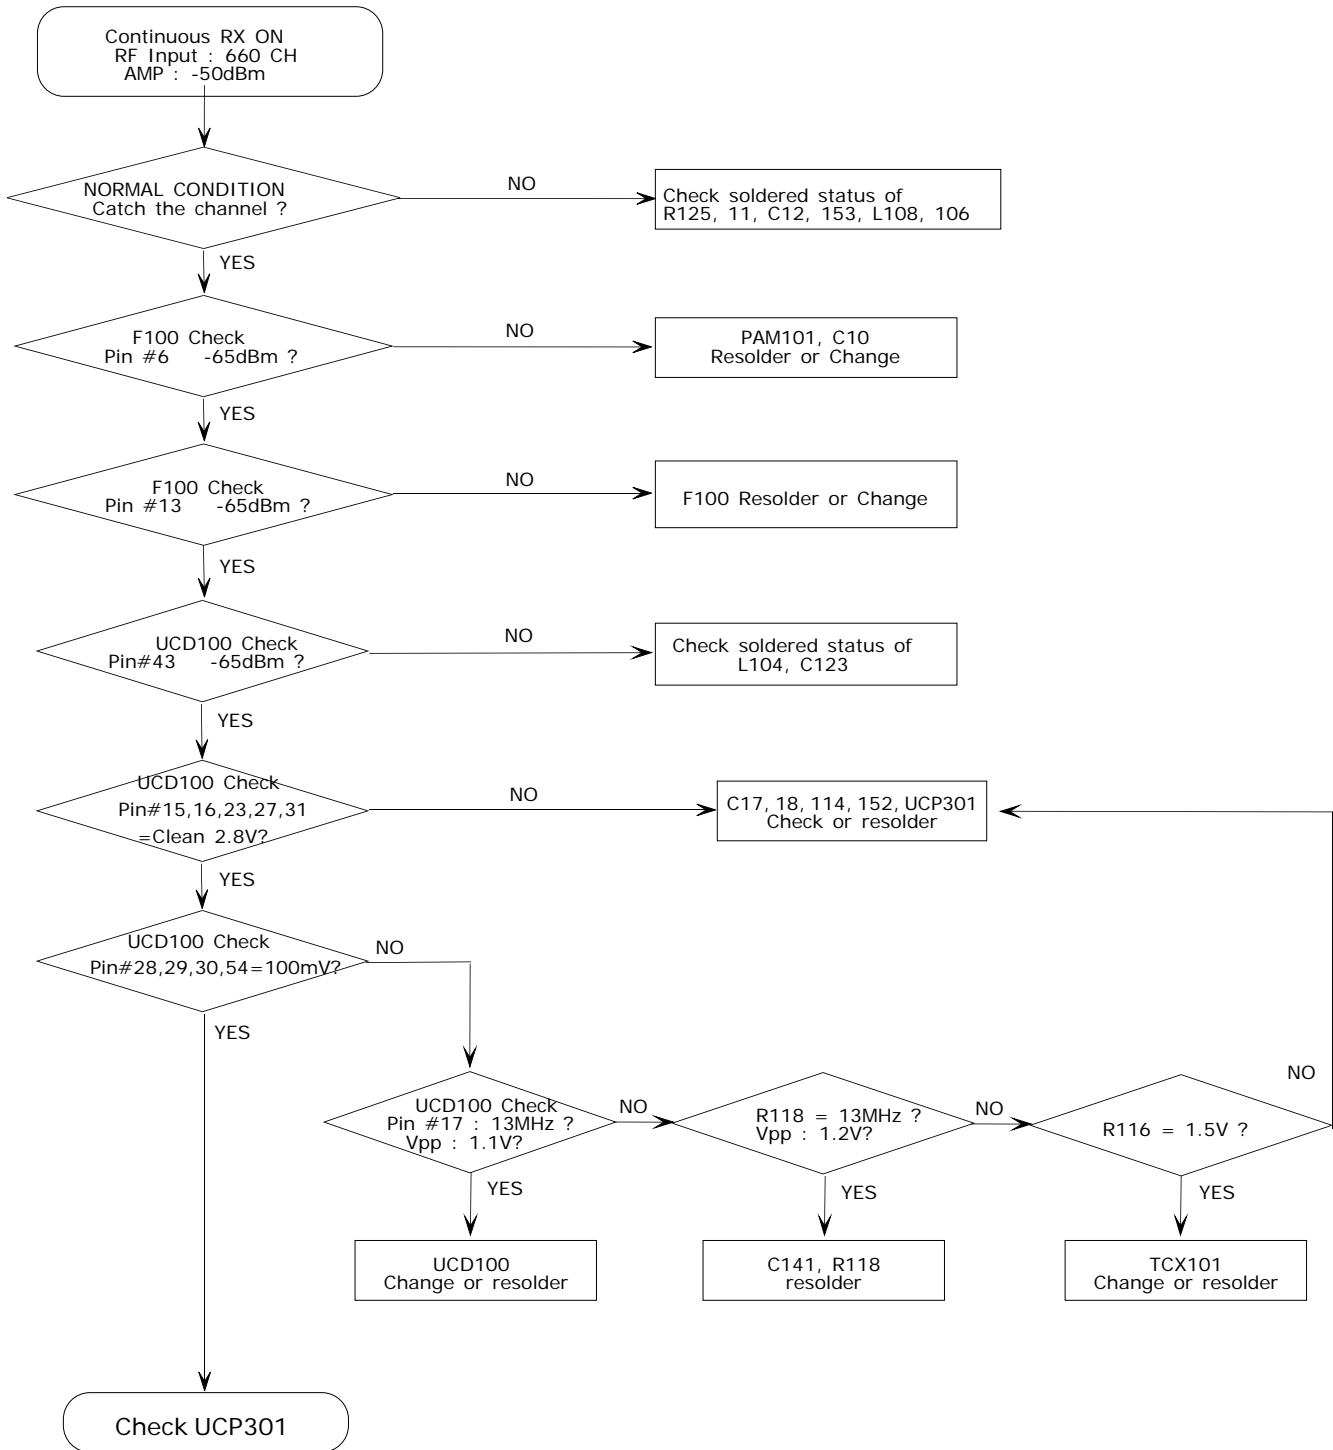 Continuous RX ON
RF Input : 660 CH
AMP : -50dBm
NORMAL CONDITION
Catch the channel ?
NO
Check soldered status of
R125, 11, C12, 153, L108, 106
YES
F100 Check
Pin #6 -65dBm ?
NO
PAM101, C10
Resolder or Change
YES
F100 Check
Pin #13 -65dBm ?
NO
F100 Resolder or Change
YES
UCD100 Check
Pin#43 -65dBm ?
NO
Check soldered status of
L104, C123
YES
UCD100 Check
Pin#15,16,23,27,31
=Clean 2.8V?
NO
C17, 18, 114, 152, UCP301
Check or resolder
YES
UCD100 Check
Pin#28,29,30,54=100mV?
NO
YES
UCD100 Check
Pin #17 : 13MHz ?
Vpp : 1.1V?
NO
R118 = 13MHz ?
Vpp : 1.2V?
NO
R116 = 1.5V ?
NO
YES
UCD100
Change or resolder
YES
C141, R118
resolder
YES
TCX101
Change or resolder
Check UCP301